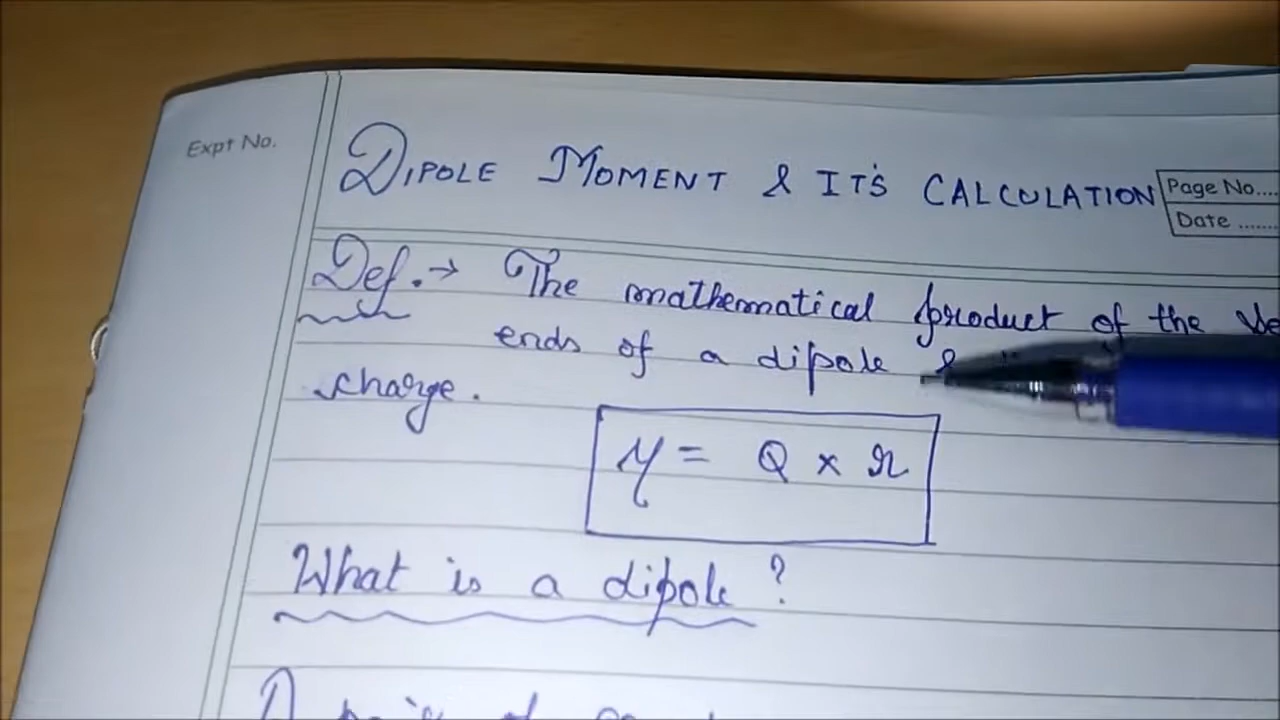 Expt No.
DIPOLE MOMENT & IT'S CALCULATION
Page No....
Date .......
Def. → The mathematical product of the
ends of a dipole &
charge.
μ = Q × r
What is a dipole ?